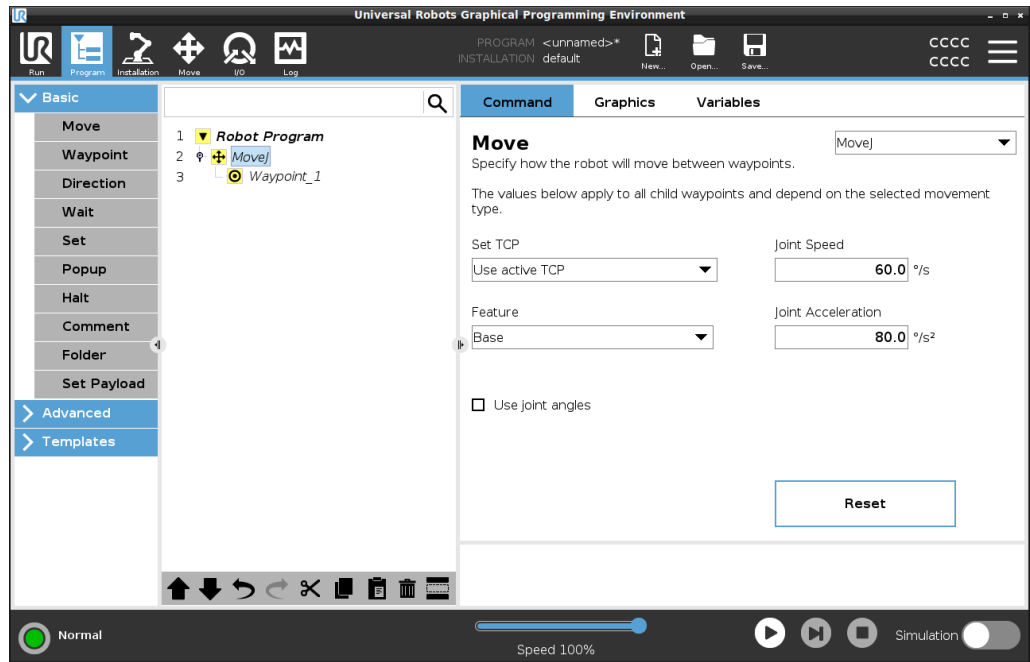 Universal Robots Graphical Programming Environment
UR
Run
Program
Installation
Move
I/O
Log
PROGRAM <unnamed>*
INSTALLATION default
New...
Open...
Save...
CCCC
CCCC
Basic
Move
Waypoint
Direction
Wait
Set
Popup
Halt
Comment
Folder
Set Payload
Advanced
Templates
1 Robot Program
2 MoveJ
3 Waypoint_1
Command Graphics Variables
Move
MoveJ
Specify how the robot will move between waypoints.
The values below apply to all child waypoints and depend on the selected movement
type.
Set TCP
Use active TCP
Joint Speed
60.0 °/s
Feature
Base
Joint Acceleration
80.0 °/s²
Use joint angles
Reset
Normal
Speed 100%
Simulation